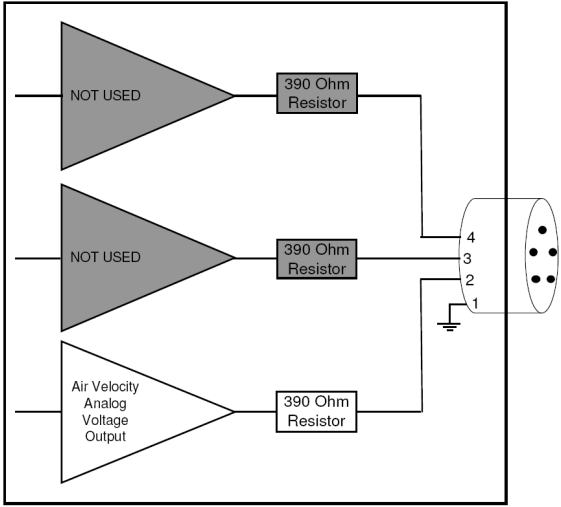 NOT USED
390 Ohm
Resistor
NOT USED
390 Ohm
Resistor
4
3
2
1
Air Velocity
Analog
Voltage
Output
390 Ohm
Resistor